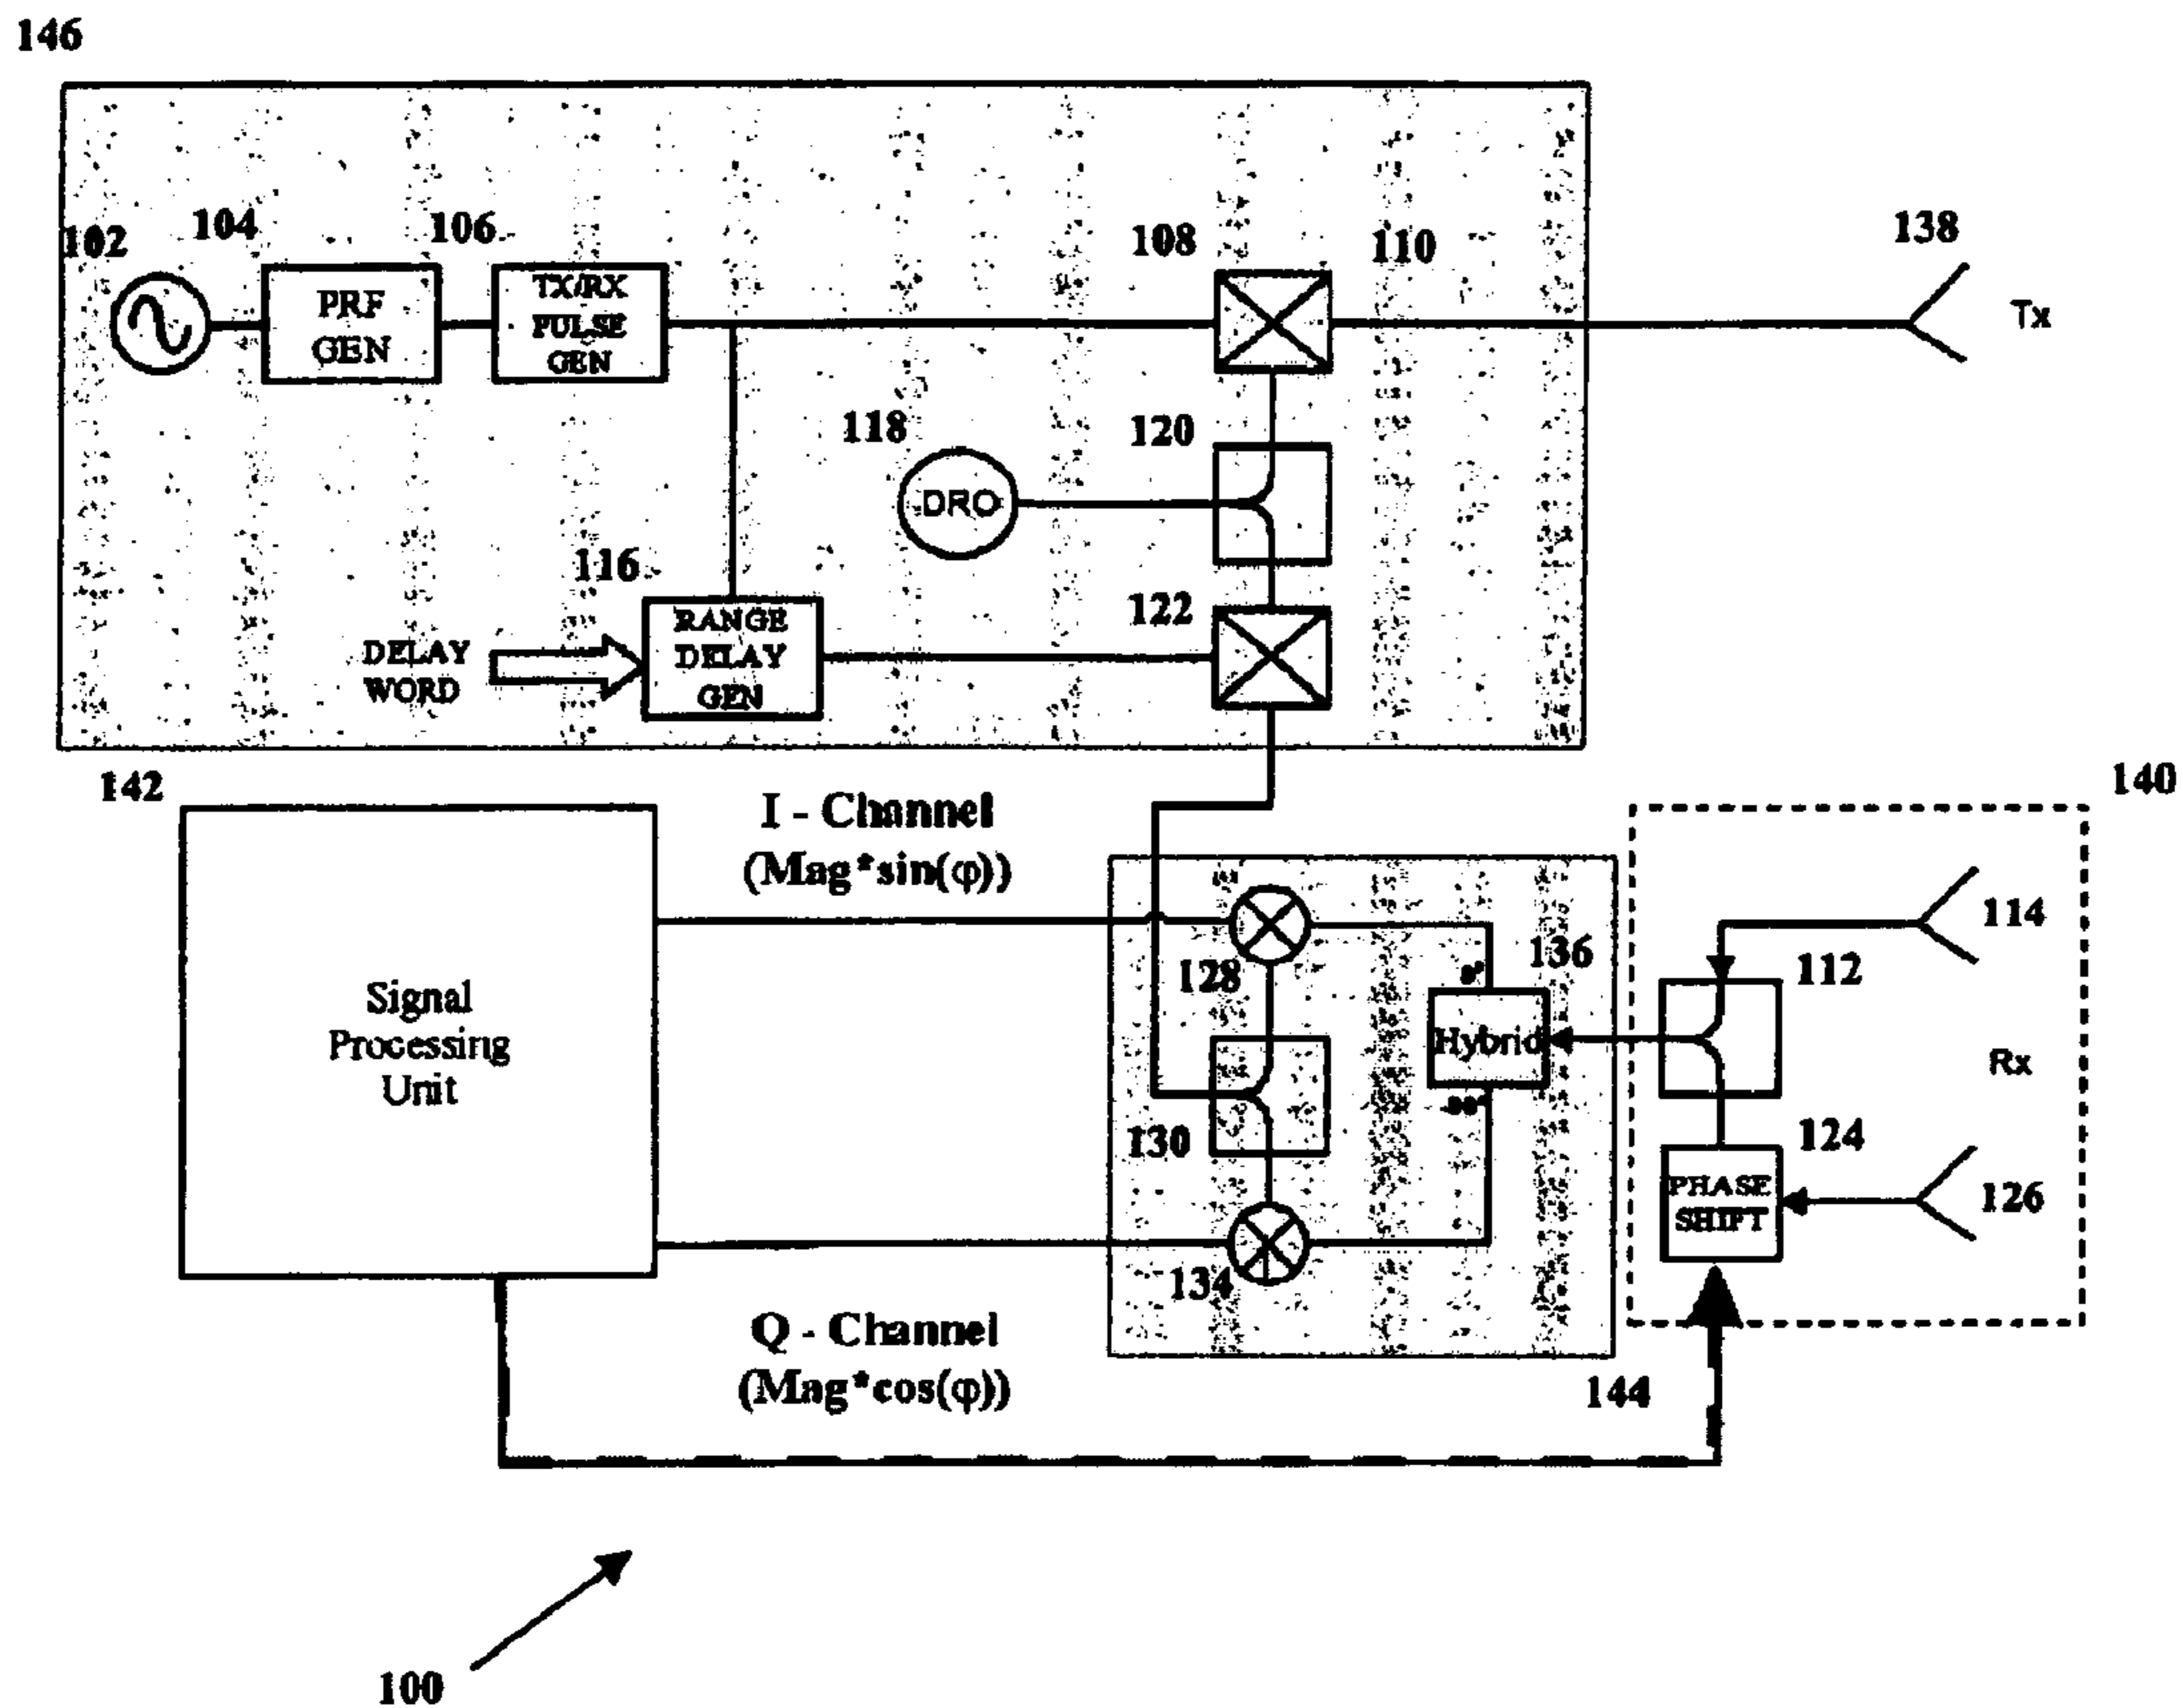 146
102
104
106
108
110
138
PRF
GEN
TX/RX
PULSE
GEN
Tx
118
120
DRO
116
122
RANGE
DELAY
GEN
DELAY
WORD
142
140
I - Channel
(Mag*sin(φ))
114
136
112
128
0°
Signal
Processing
Unit
Hybrid
Rx
130
124
PHASE
SHIFT
126
134
Q - Channel
(Mag*cos(φ))
144
100